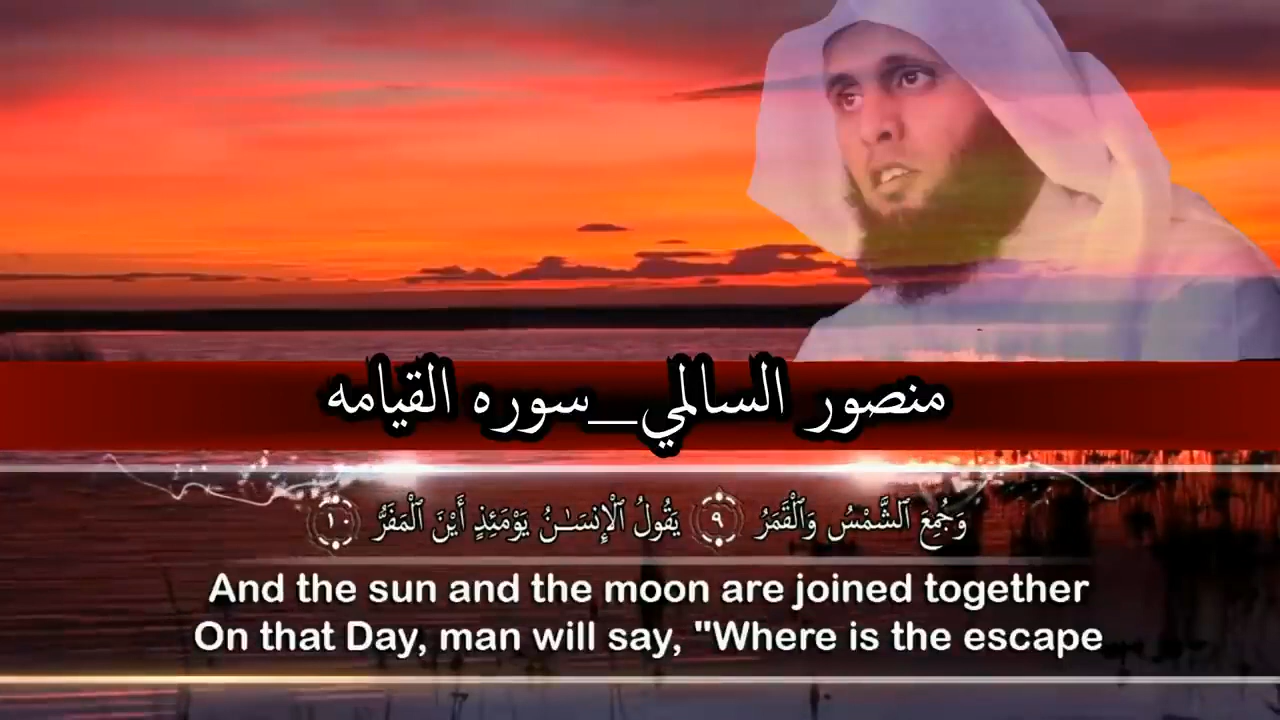 منصور السالمي_سوره القيامه
وَجُمِعَ ٱلشَّمْسُ وَٱلْقَمَرُ ٩ يَقُولُ ٱلْإِنسَـٰنُ يَوْمَئِذٍ أَيْنَ ٱلْمَفَرُّ ١٠
And the sun and the moon are joined together
On that Day, man will say, "Where is the escape